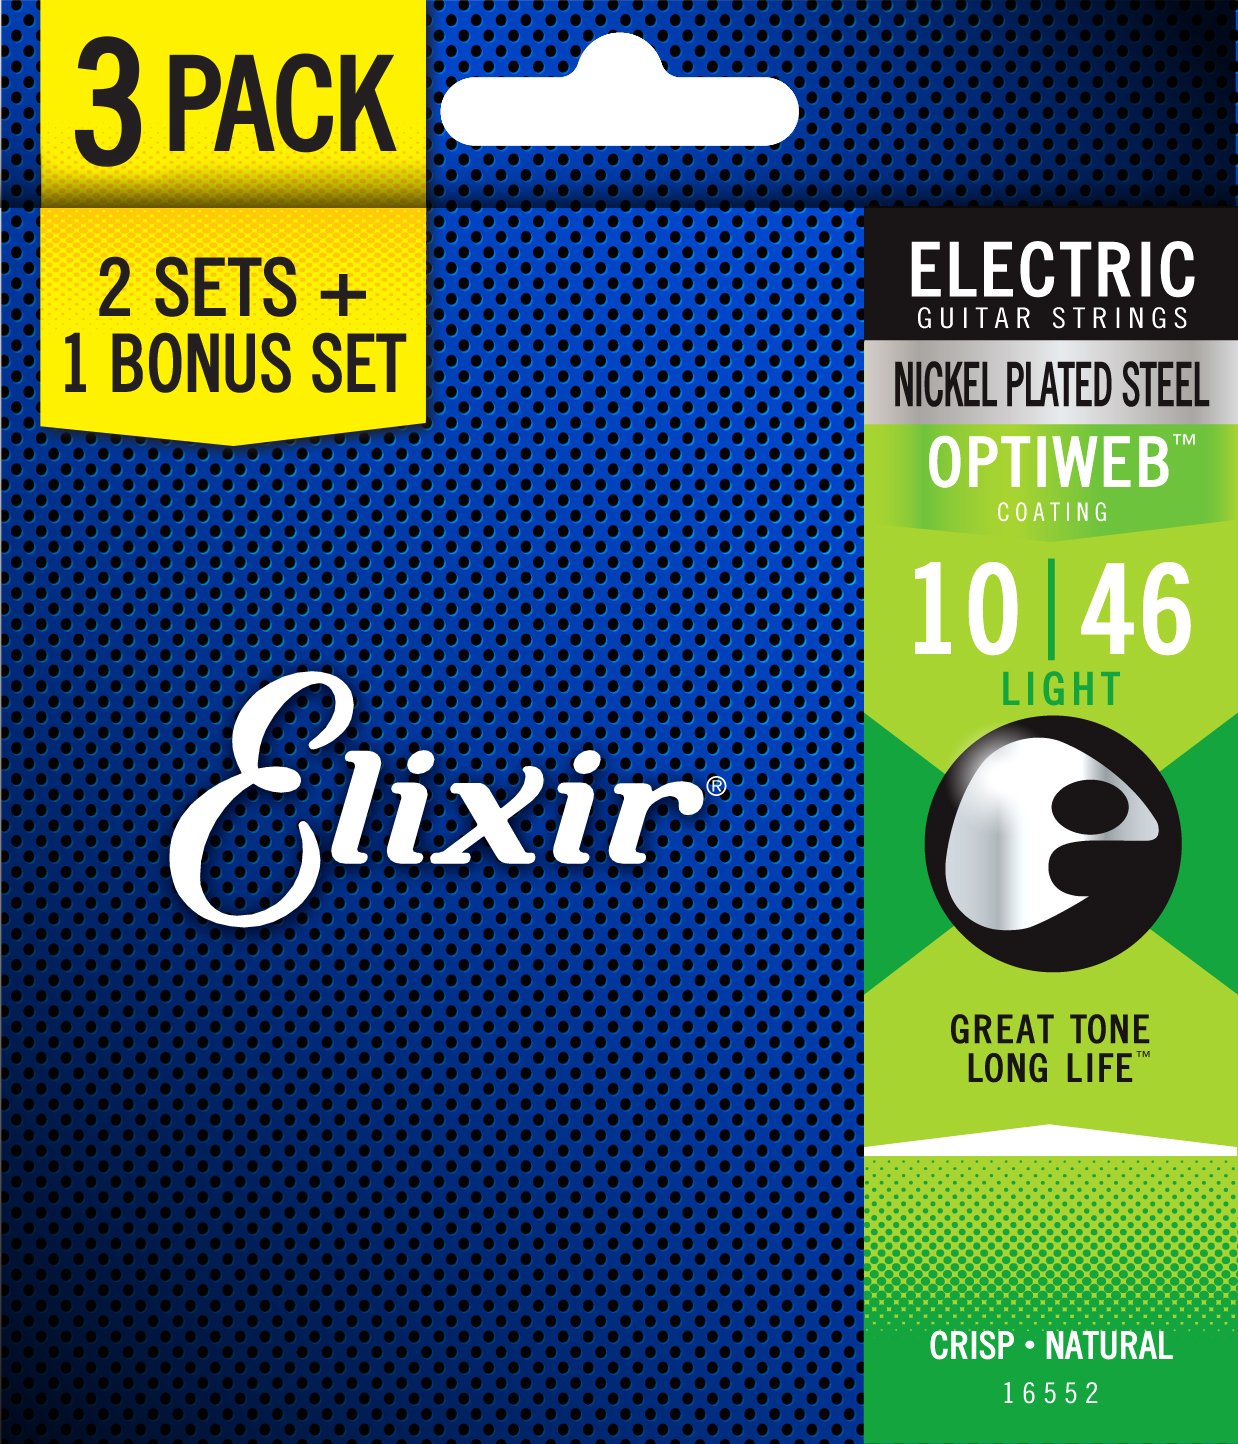 3 PACK
2 SETS +
1 BONUS SET
Elixir®
ELECTRIC
GUITAR STRINGS
NICKEL PLATED STEEL
OPTIWEB™
COATING
10 | 46
LIGHT
GREAT TONE
LONG LIFE™
CRISP • NATURAL
16552